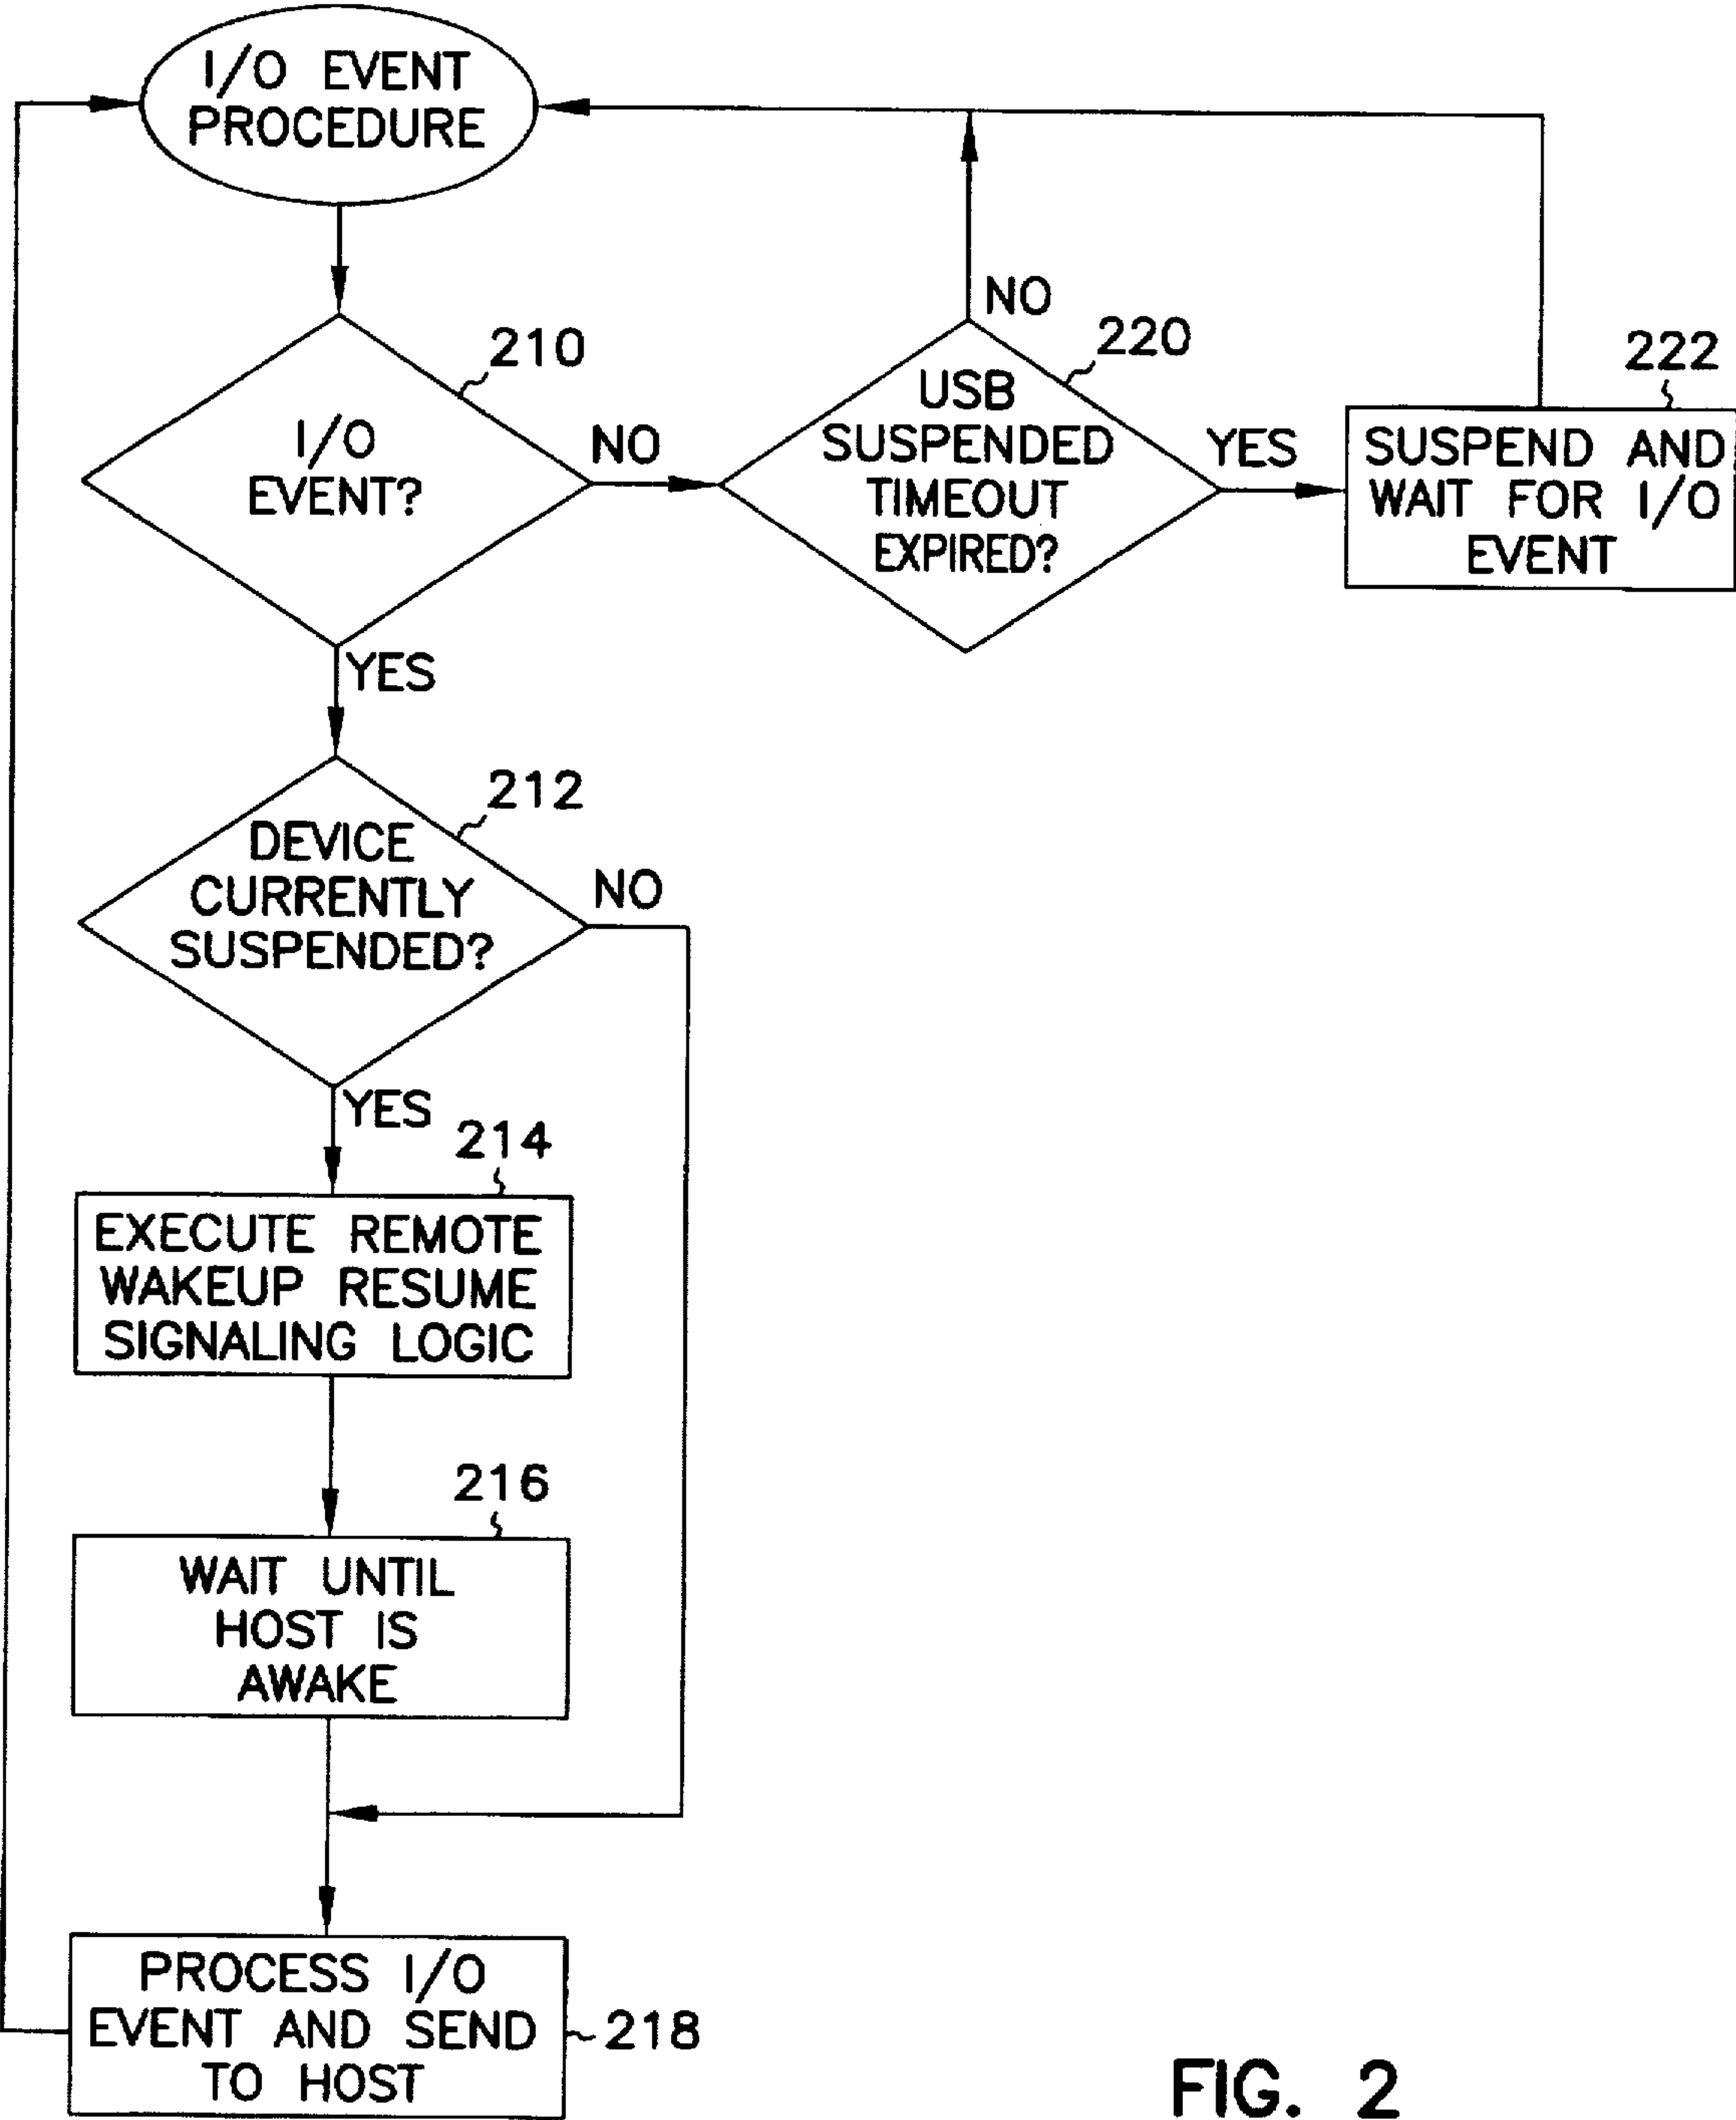 I/O EVENT
PROCEDURE
210
I/O
EVENT?
NO
YES
NO
220
USB
SUSPENDED
TIMEOUT
EXPIRED?
YES
222
SUSPEND AND
WAIT FOR I/O
EVENT
212
DEVICE
CURRENTLY
SUSPENDED?
NO
YES
214
EXECUTE REMOTE
WAKEUP RESUME
SIGNALING LOGIC
216
WAIT UNTIL
HOST IS
AWAKE
PROCESS I/O
EVENT AND SEND
TO HOST
218
FIG. 2